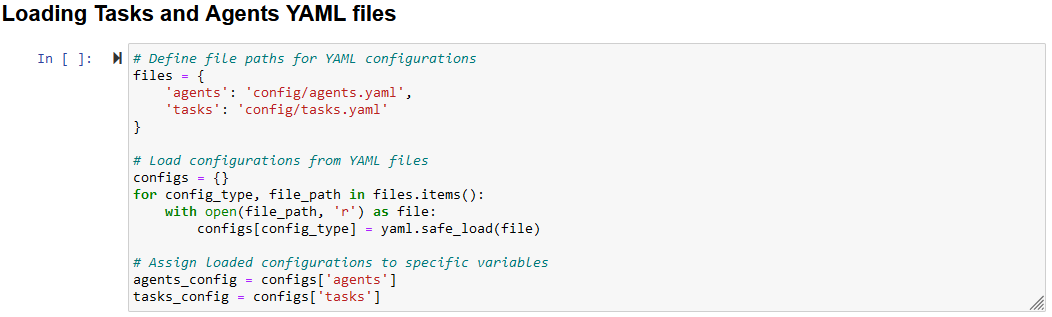 Loading Tasks and Agents YAML files
In [ ]:
# Define file paths for YAML configurations
files = {
    'agents': 'config/agents.yaml',
    'tasks': 'config/tasks.yaml'
}

# Load configurations from YAML files
configs = {}
for config_type, file_path in files.items():
    with open(file_path, 'r') as file:
        configs[config_type] = yaml.safe_load(file)

# Assign loaded configurations to specific variables
agents_config = configs['agents']
tasks_config = configs['tasks']